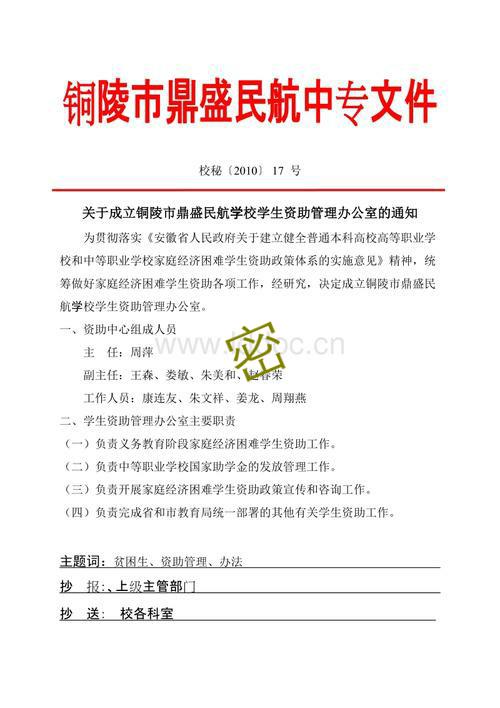 铜陵市鼎盛民航中专文件
校秘〔2010〕17 号
关于成立铜陵市鼎盛民航学校学生资助管理办公室的通知
为贯彻落实《安徽省人民政府关于建立健全普通本科高校高等职业学
校和中等职业学校家庭经济困难学生资助政策体系的实施意见》精神，统
筹做好家庭经济困难学生资助各项工作，经研究，决定成立铜陵市鼎盛民
航学校学生资助管理办公室。
一、资助中心组成人员
主　任：周萍
副主任：王森、娄敏、朱美和、赵春荣
工作人员：康连友、朱文祥、姜龙、周翔燕
二、学生资助管理办公室主要职责
（一）负责义务教育阶段家庭经济困难学生资助工作。
（二）负责中等职业学校国家助学金的发放管理工作。
（三）负责开展家庭经济困难学生资助政策宣传和咨询工作。
（四）负责完成省和市教育局统一部署的其他有关学生资助工作。
主题词：贫困生、资助管理、办法
抄　报：、上级主管部门
抄　送：　校各科室
密